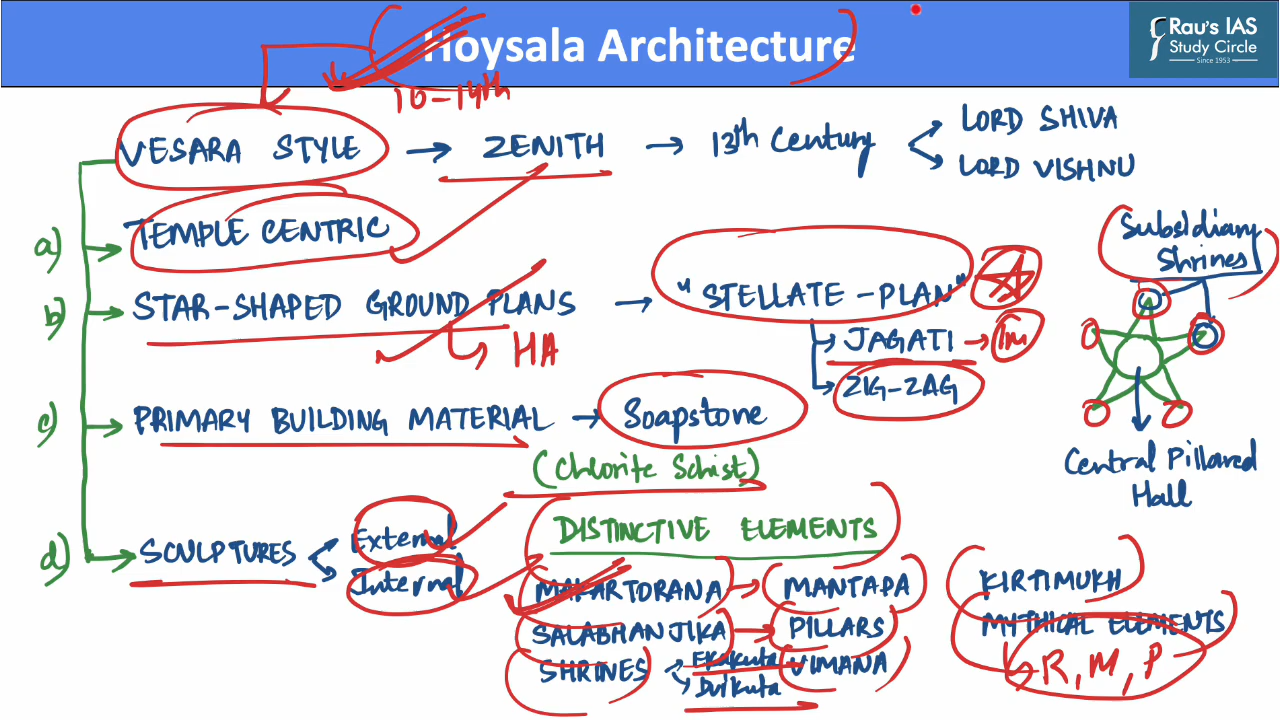 Hoysala Architecture
Rau's IAS
Study Circle
Since 1953
10-14th
VESARA STYLE → ZENITH → 13th Century
LORD SHIVA
LORD VISHNU
a) TEMPLE CENTRIC
b) STAR-SHAPED GROUND PLANS → "STELLATE-PLAN"
HA
→ JAGATI → 1m
→ ZIG-ZAG
Subsidiary
Shrines
Central Pillared
Hall
c) PRIMARY BUILDING MATERIAL → Soapstone
(Chlorite Schist)
d) SCULPTURES
External
Internal
DISTINCTIVE ELEMENTS
MAKARTORANA → MANTAPA
SALABHANJIKA → PILLARS
SHRINES
Ekakuta
Dvikuta
VIMANA
KIRTIMUKH
MYTHICAL ELEMENTS
R, M, P